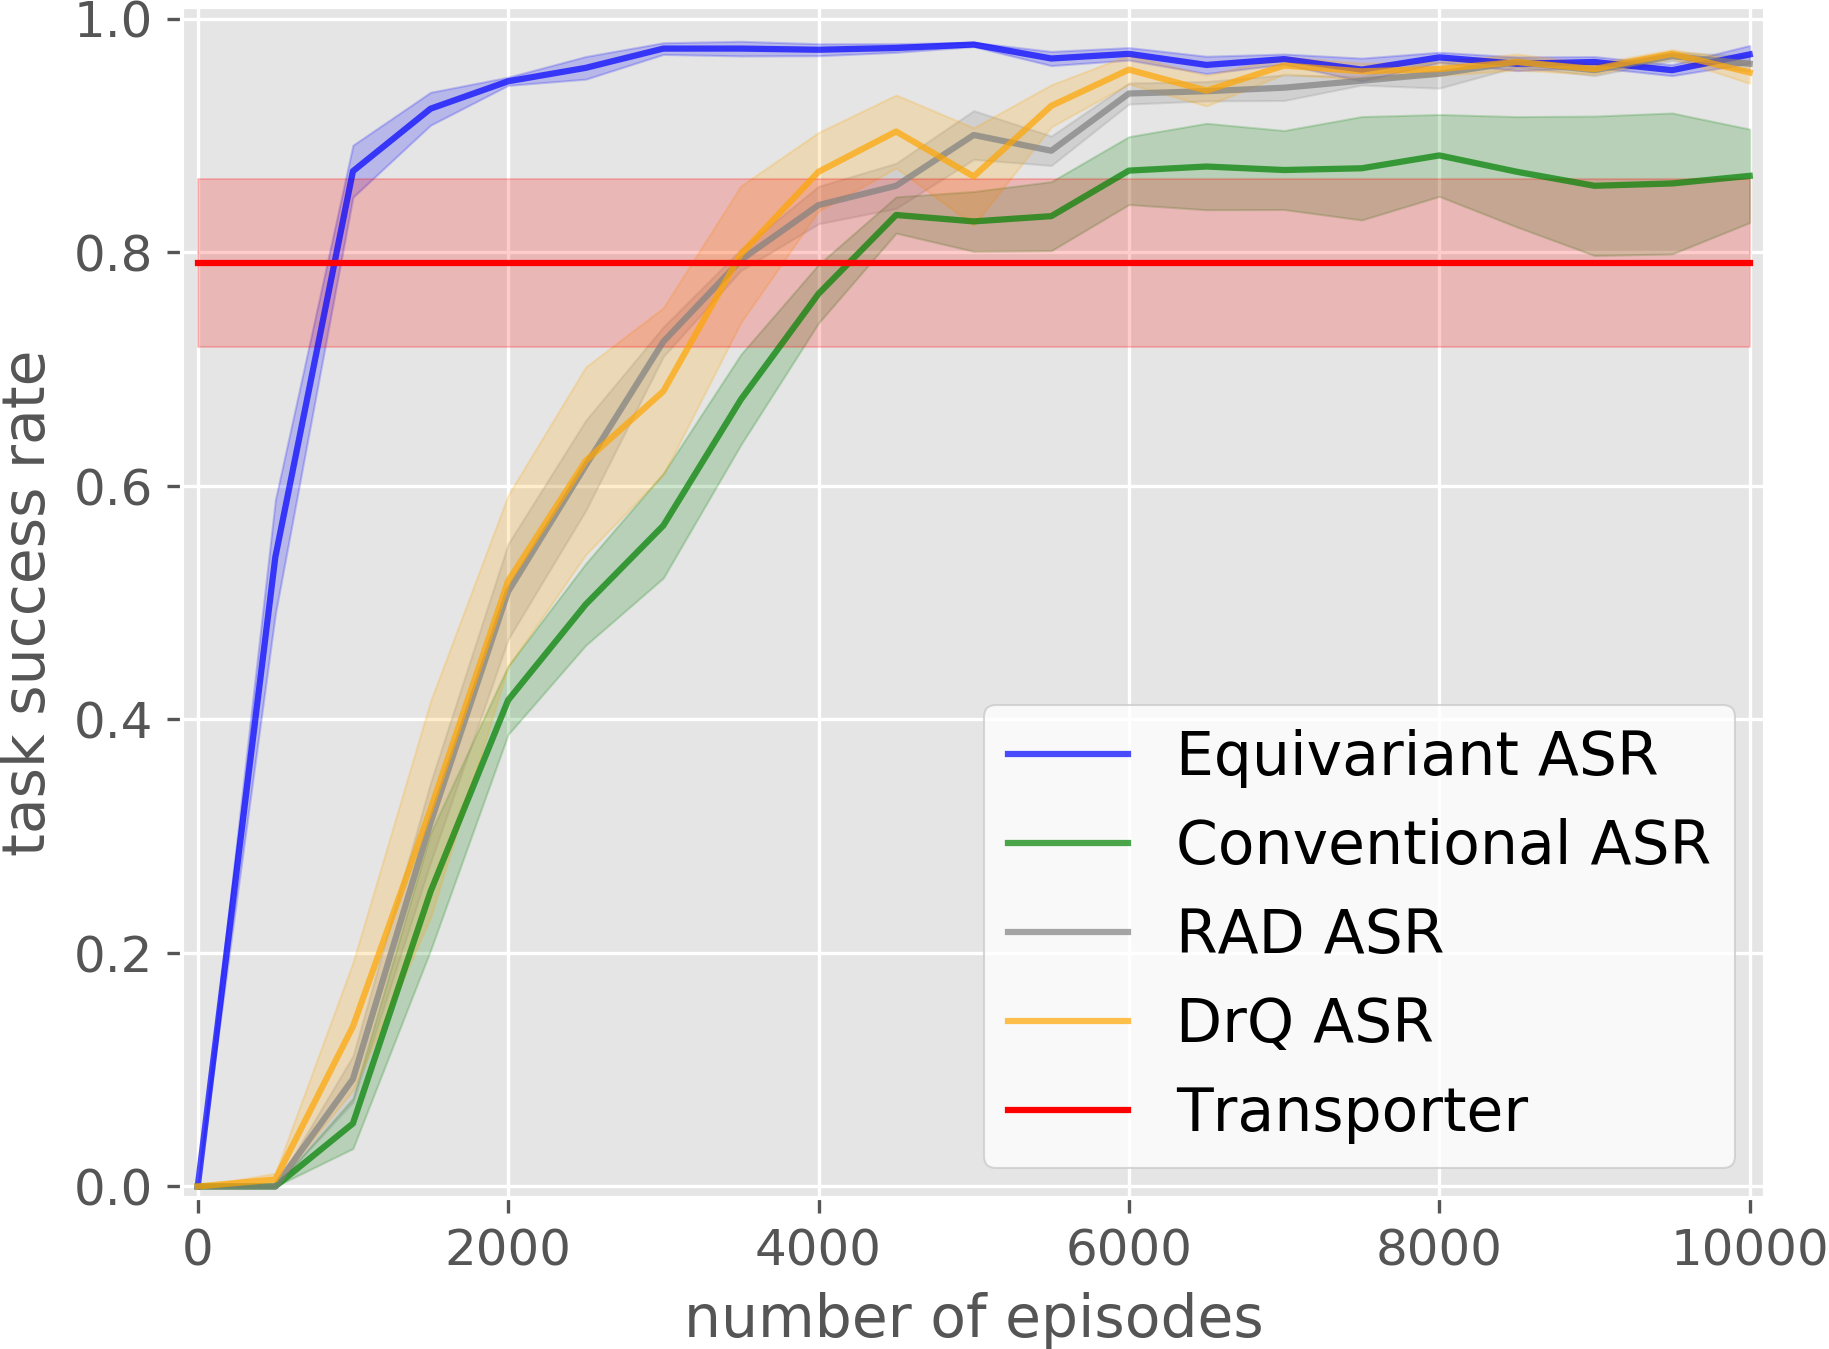 1.0
0.8
0.6
0.4
0.2
0.0
task success rate
0
2000
4000
6000
8000
10000
number of episodes
Equivariant ASR
Conventional ASR
RAD ASR
DrQ ASR
Transporter